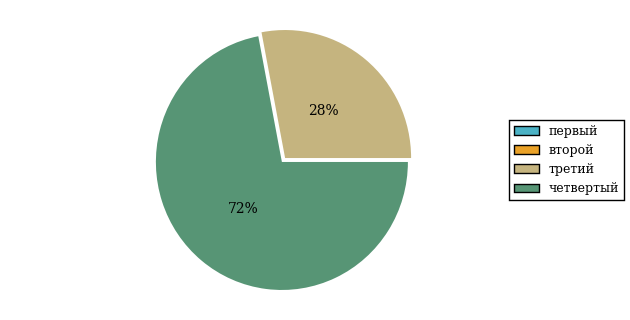 28%
72%
первый
второй
третий
четвертый